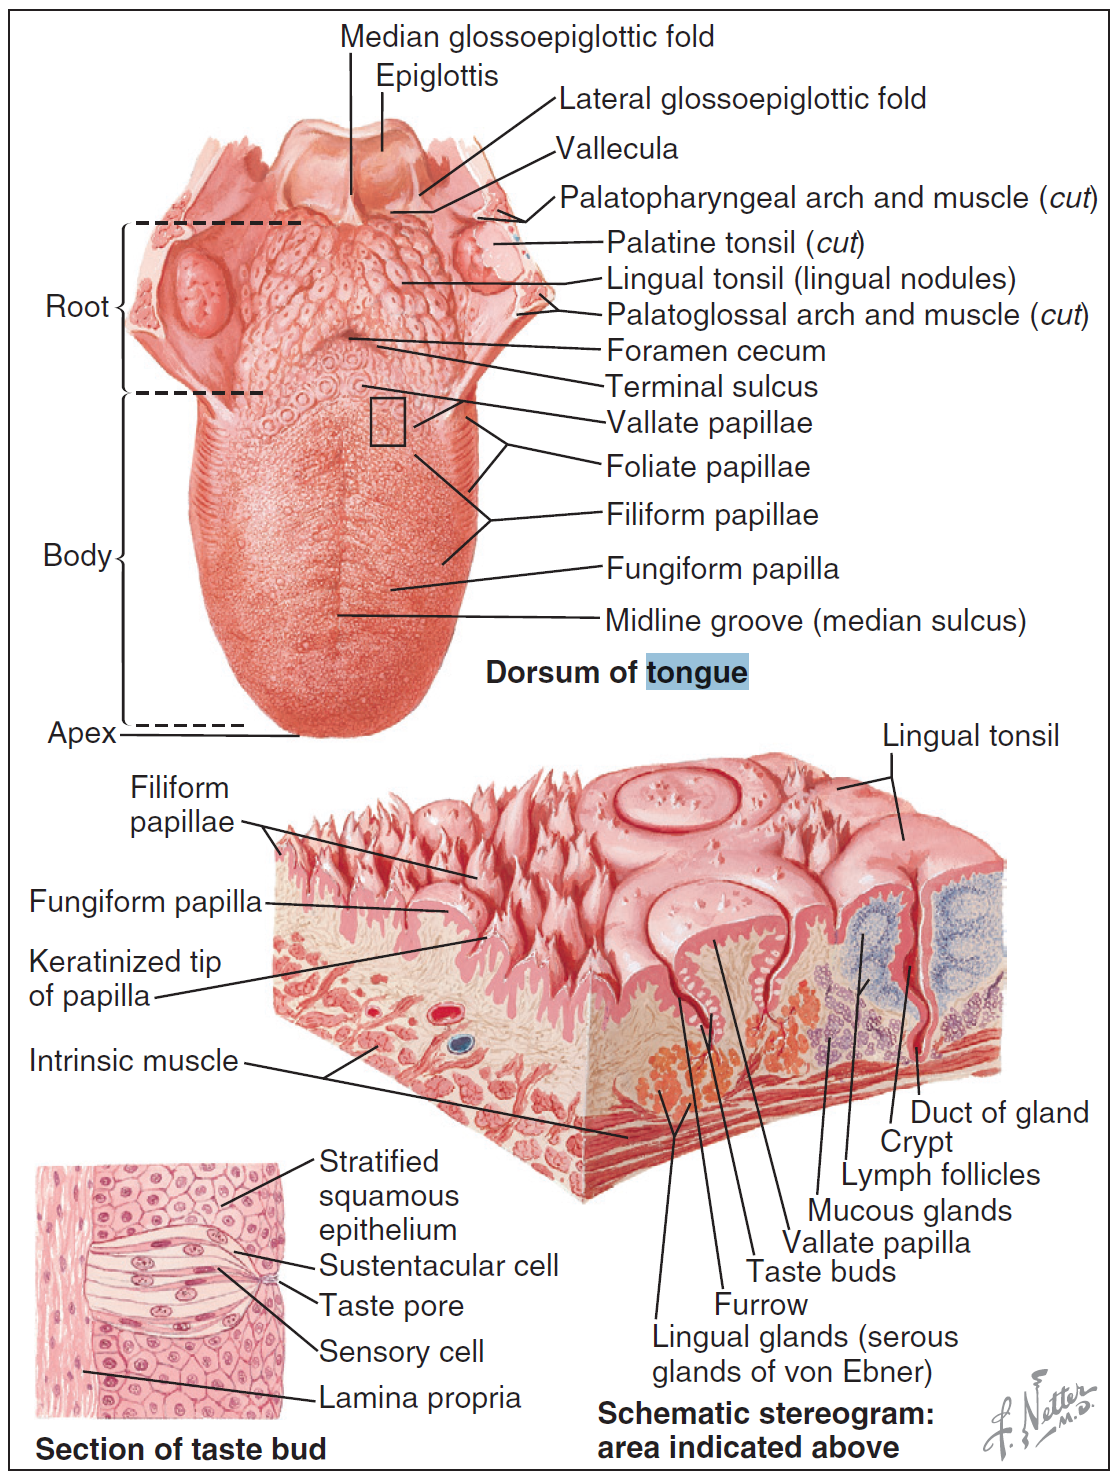 Median glossoepiglottic fold
Epiglottis
Lateral glossoepiglottic fold
Vallecula
Palatopharyngeal arch and muscle (cut)
Palatine tonsil (cut)
Lingual tonsil (lingual nodules)
Root
Palatoglossal arch and muscle (cut)
Foramen cecum
Terminal sulcus
Vallate papillae
Foliate papillae
Filiform papillae
Body
Fungiform papilla
Midline groove (median sulcus)
Dorsum of tongue
Apex
Lingual tonsil
Filiform
papillae
Fungiform papilla
Keratinized tip
of papilla
Intrinsic muscle
Duct of gland
Crypt
Lymph follicles
Mucous glands
Vallate papilla
Taste buds
Furrow
Lingual glands (serous
glands of von Ebner)
Schematic stereogram:
area indicated above
Stratified
squamous
epithelium
Sustentacular cell
Taste pore
Sensory cell
Lamina propria
Section of taste bud
F. Netter
M.D.